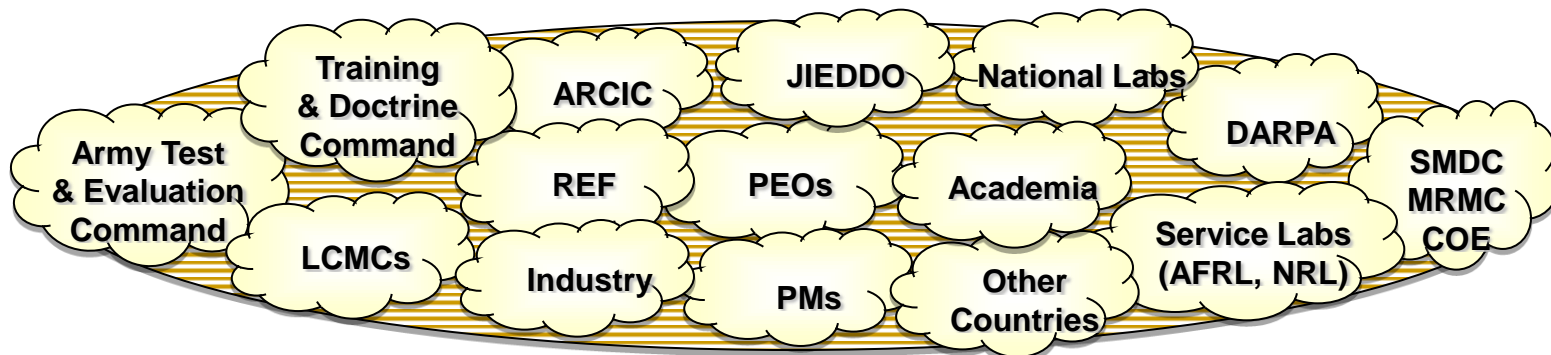 Training
& Doctrine
Command
ARCIC
JIEDDO
National Labs
DARPA
Army Test
& Evaluation
Command
REF
PEOs
Academia
SMDC
MRMC
COE
LCMCs
Industry
PMs
Other
Countries
Service Labs
(AFRL, NRL)